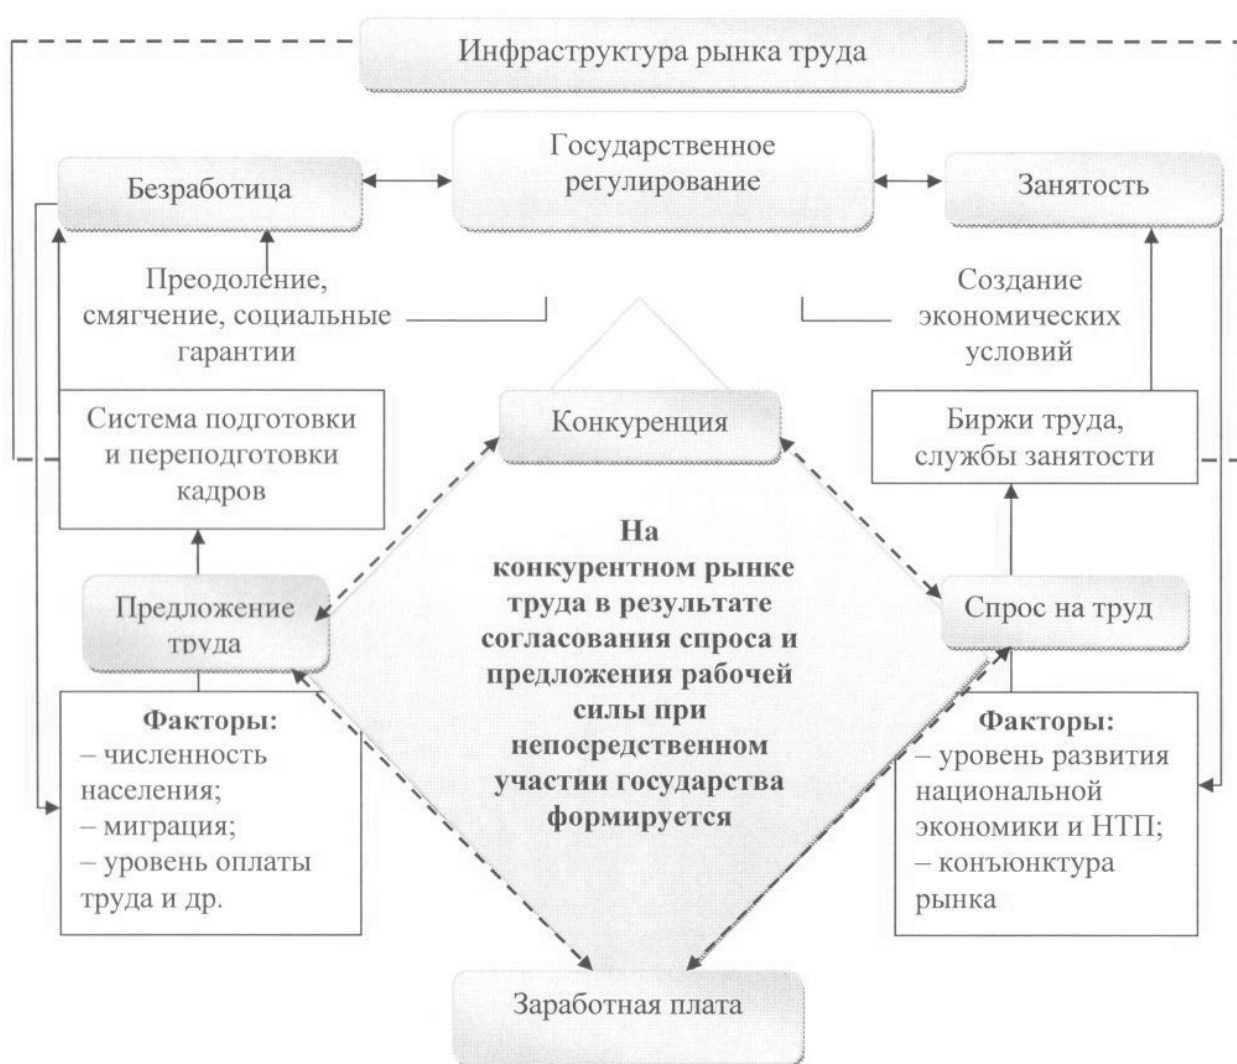 Инфраструктура рынка труда
Государственное
регулирование
Безработица
Занятость
Преодоление,
смягчение, социальные
гарантии
Создание
экономических
условий
Система подготовки
и переподготовки
кадров
Конкуренция
Биржи труда,
службы занятости
На
конкурентном рынке
труда в результате
согласования спроса и
предложения рабочей
силы при
непосредственном
участии государства
формируется
Предложение
труда
Спрос на труд
Факторы:
– численность
населения;
– миграция;
– уровень оплаты
труда и др.
Факторы:
– уровень развития
национальной
экономики и НТП;
– конъюнктура
рынка
Заработная плата